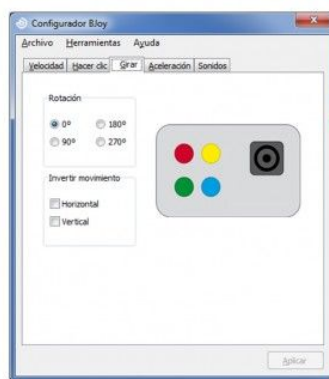 Configurador BJoy
Archivo Herramientas Ayuda
Velocidad Hacer clic Girar Aceleración Sonidos
Rotación
0º 180º
90º 270º
Invertir movimiento
Horizontal
Vertical
Aplicar